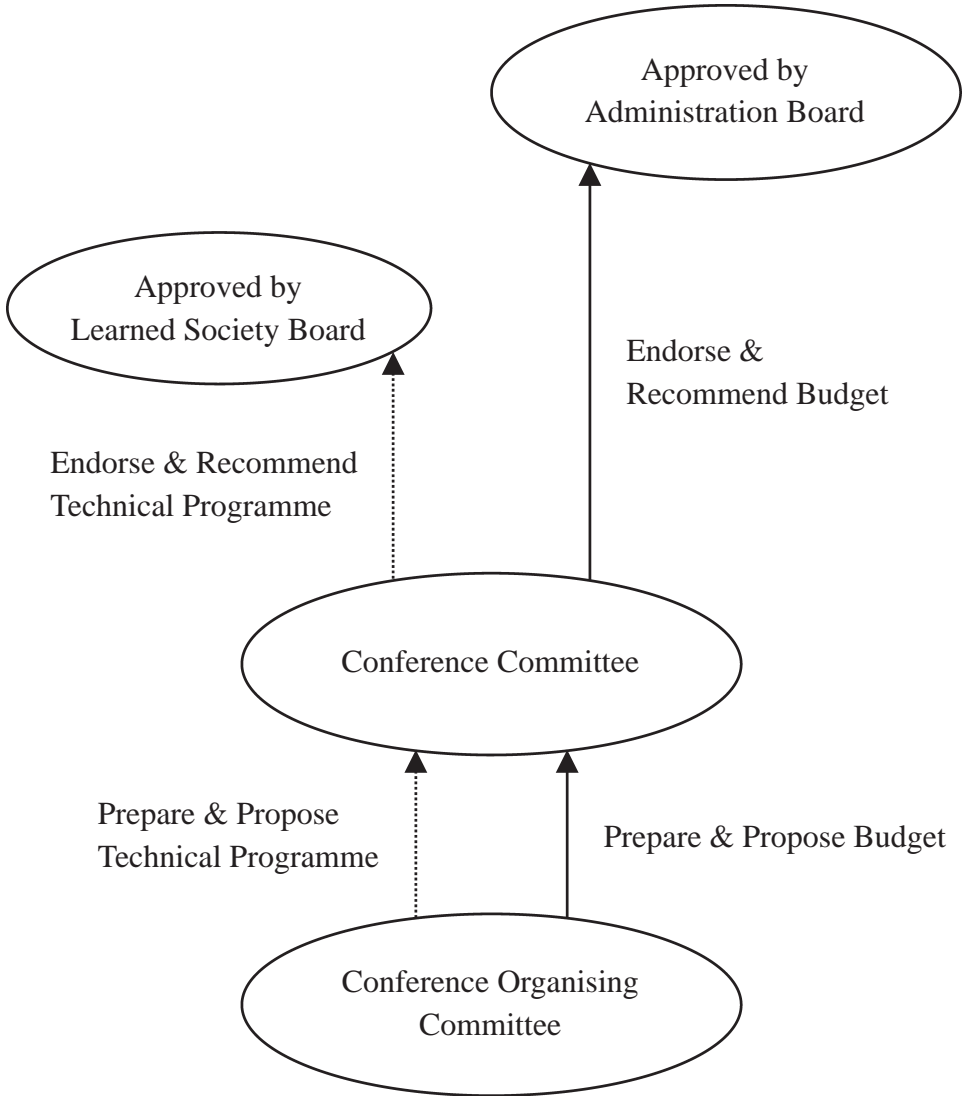 Approved by
Administration Board
Approved by
Learned Society Board
Endorse &
Recommend Budget
Endorse & Recommend
Technical Programme
Conference Committee
Prepare & Propose
Technical Programme
Prepare & Propose Budget
Conference Organising
Committee